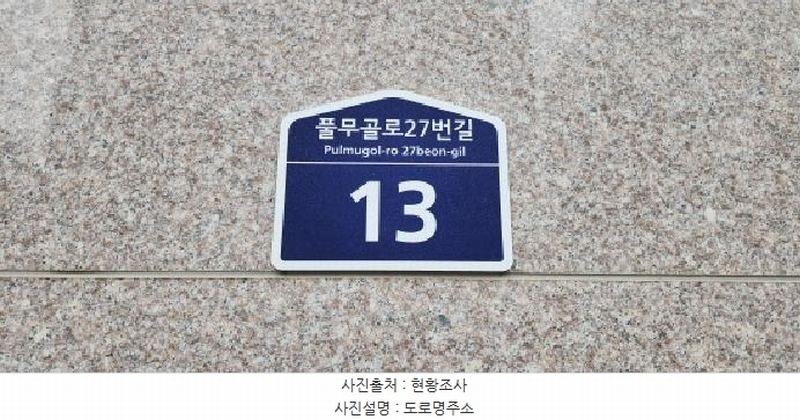 풀무골로27번길
Pulmugol-ro 27beon-gil
13
사진출처 : 현황조사
사진설명 : 도로명주소